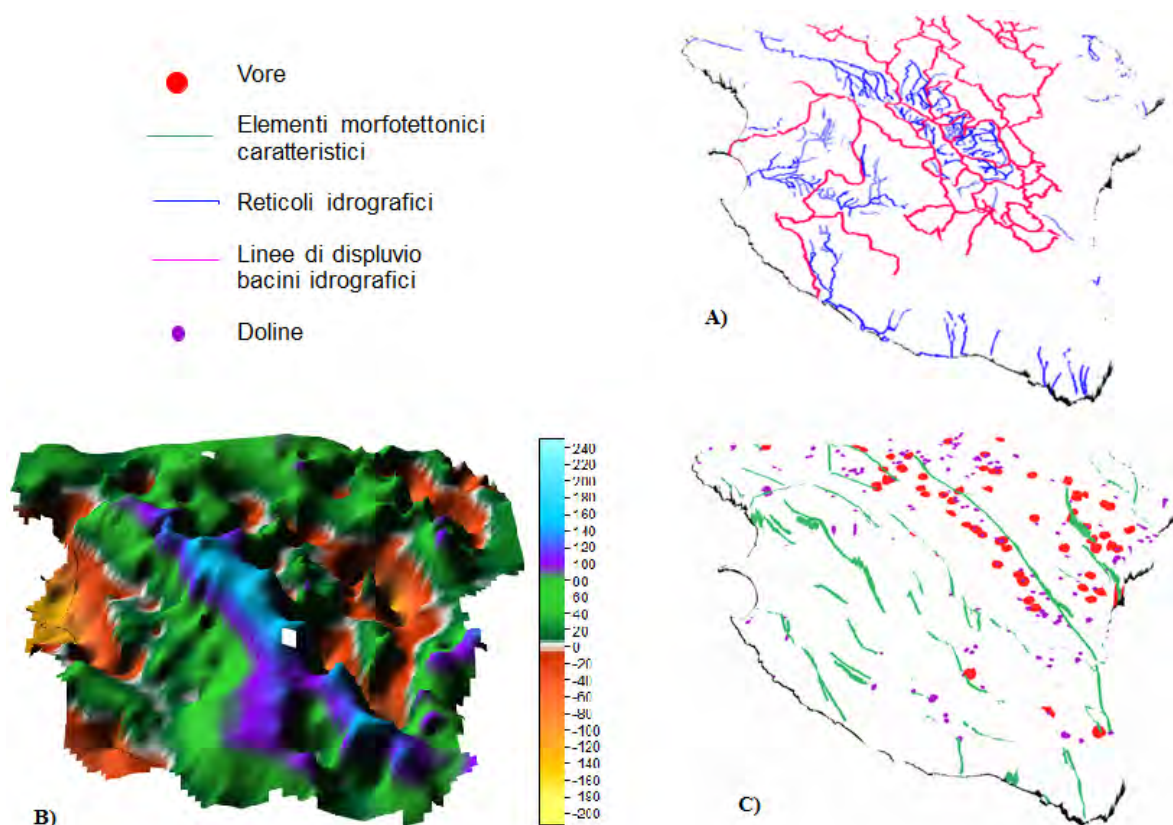 Vore
Elementi morfotettonici
caratteristici
Reticoli idrografici
Linee di displuvio
bacini idrografici
Doline
A)
B)
240
220
200
180
160
140
120
100
80
60
40
20
0
-20
-40
-60
-80
-100
-120
-140
-160
-180
-200
C)